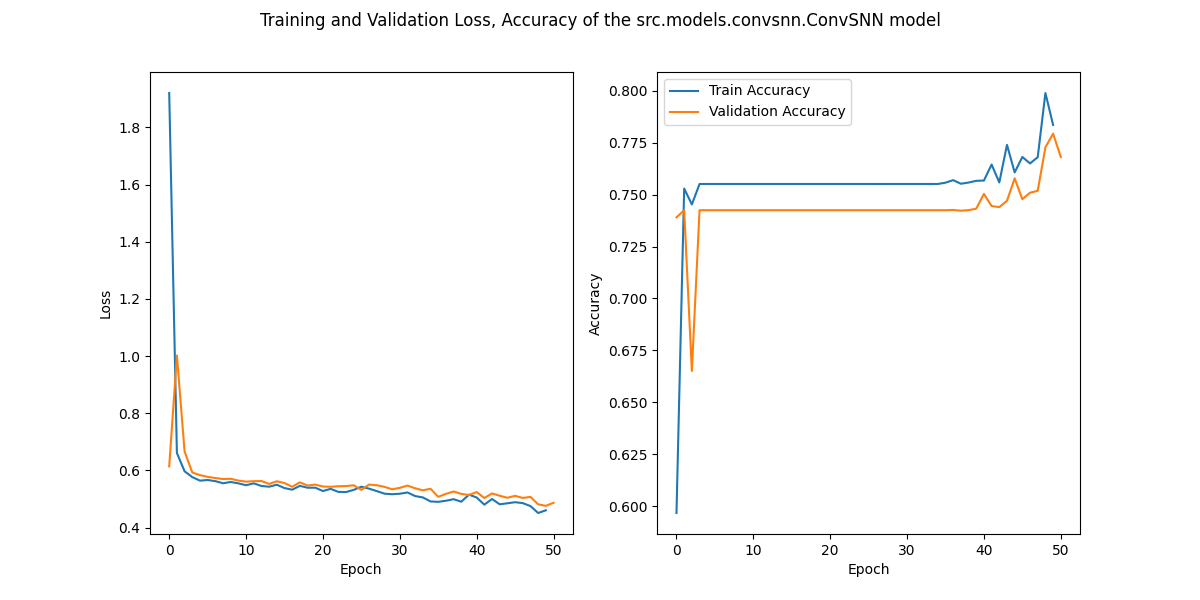 Training and Validation Loss, Accuracy of the src.models.convsnn.ConvSNN model
1.8
1.6
1.4
1.2
1.0
0.8
0.6
0.4
Loss
0 10 20 30 40 50
Epoch
Train Accuracy
Validation Accuracy
0.800
0.775
0.750
0.725
0.700
0.675
0.650
0.625
0.600
Accuracy
0 10 20 30 40 50
Epoch